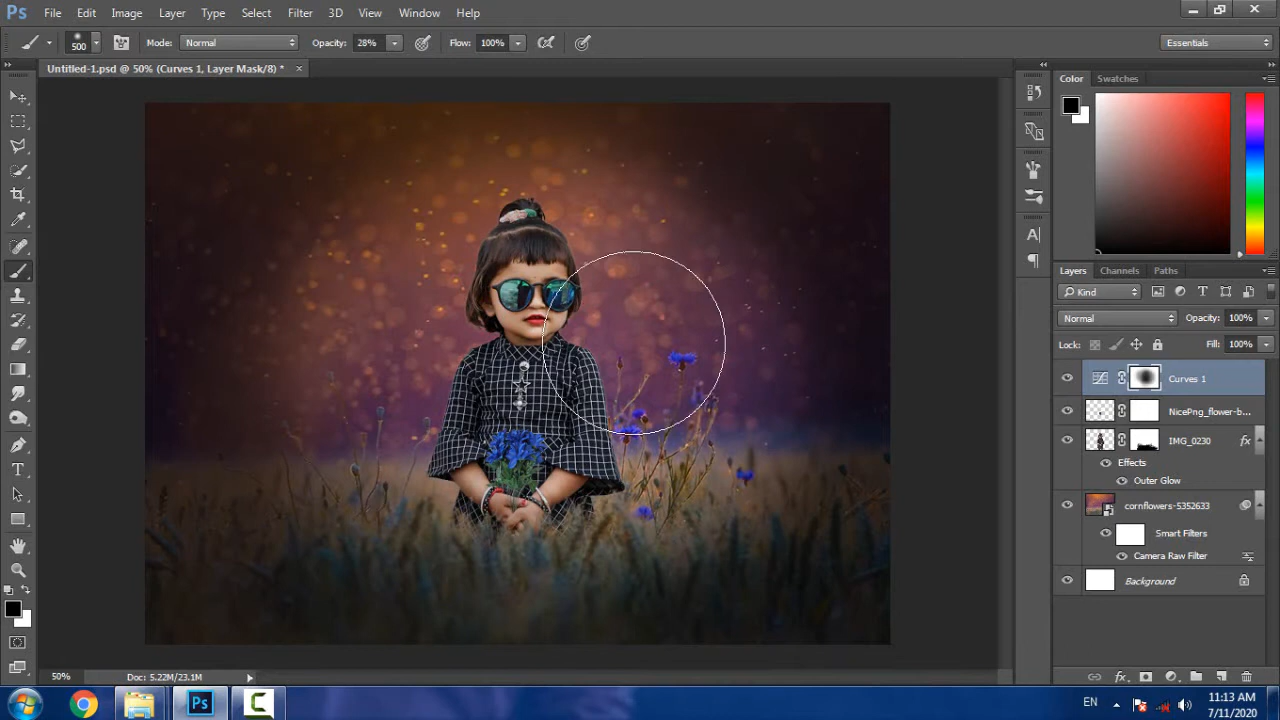 Ps File Edit Image Layer Type Select Filter 3D View Window Help
500 Mode: Normal Opacity: 28% Flow: 100% Essentials
Untitled-1.psd @ 50% (Curves 1, Layer Mask/8) * ×
Color Swatches
Layers Channels Paths
Kind
Normal Opacity: 100%
Lock: Fill: 100%
Curves 1
NicePng_flower-b...
IMG_0230 fx
Effects
Outer Glow
cornflowers-5352633
Smart Filters
Camera Raw Filter
Background
50% Doc: 5.22M/23.1M
Ps EN 11:13 AM
7/11/2020